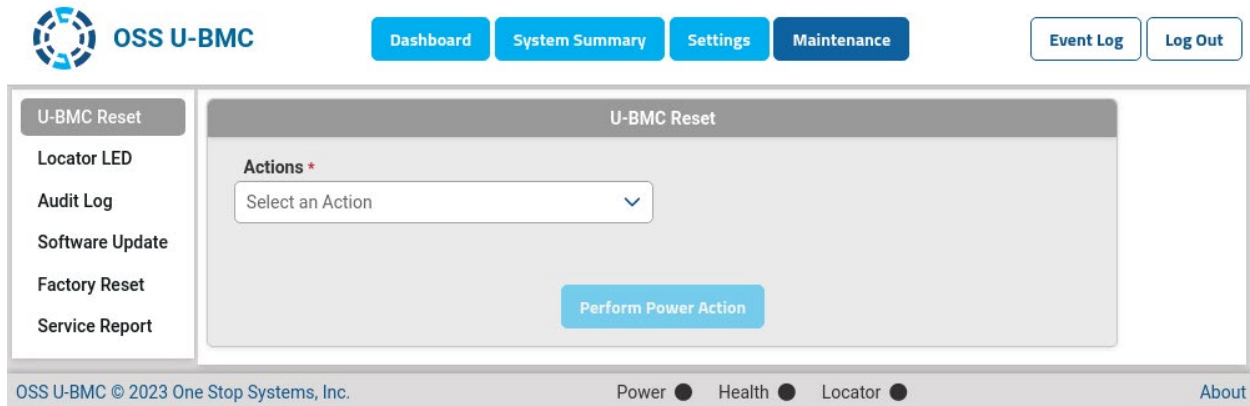 OSS U-BMC
Dashboard
System Summary
Settings
Maintenance
Event Log
Log Out
U-BMC Reset
Locator LED
Audit Log
Software Update
Factory Reset
Service Report
U-BMC Reset
Actions *
Select an Action
Perform Power Action
OSS U-BMC © 2023 One Stop Systems, Inc.
Power
Health
Locator
About